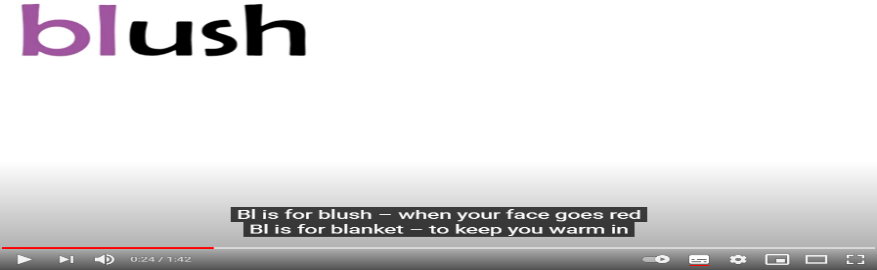 blush
Bl is for blush – when your face goes red
Bl is for blanket – to keep you warm in
0:24 / 1:42